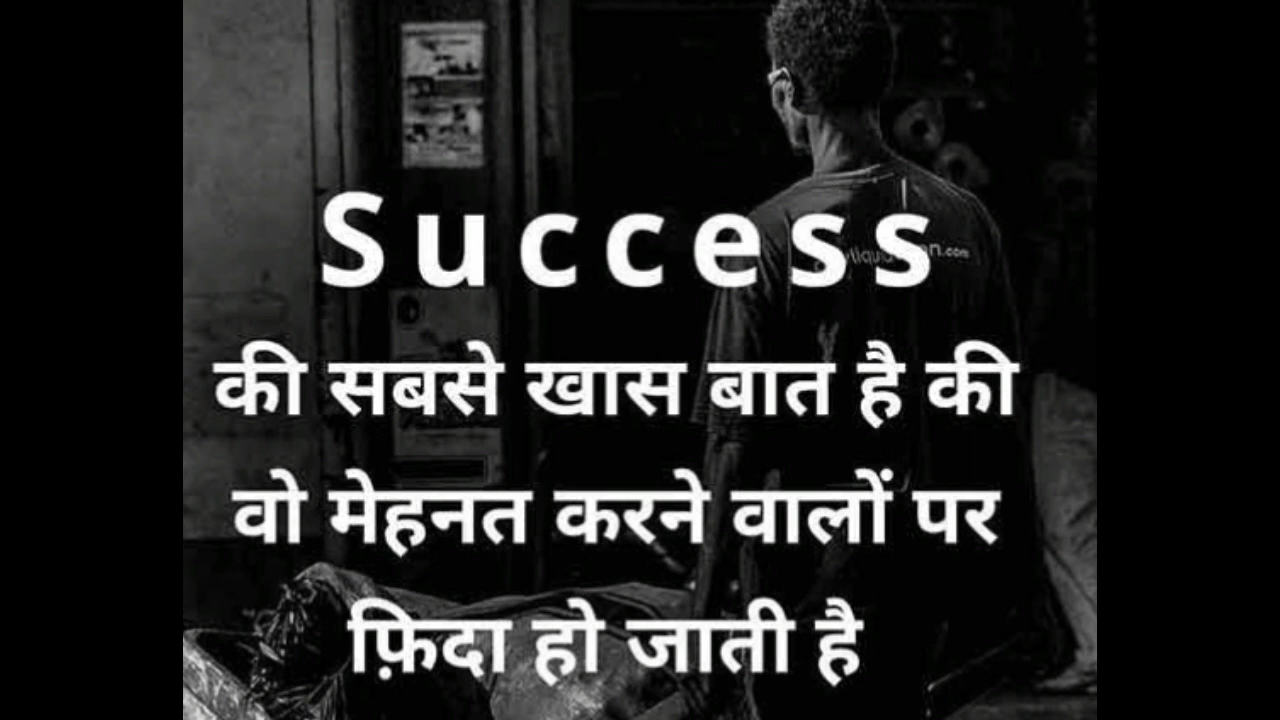 Success
की सबसे खास बात है की
वो मेहनत करने वालों पर
फ़िदा हो जाती है